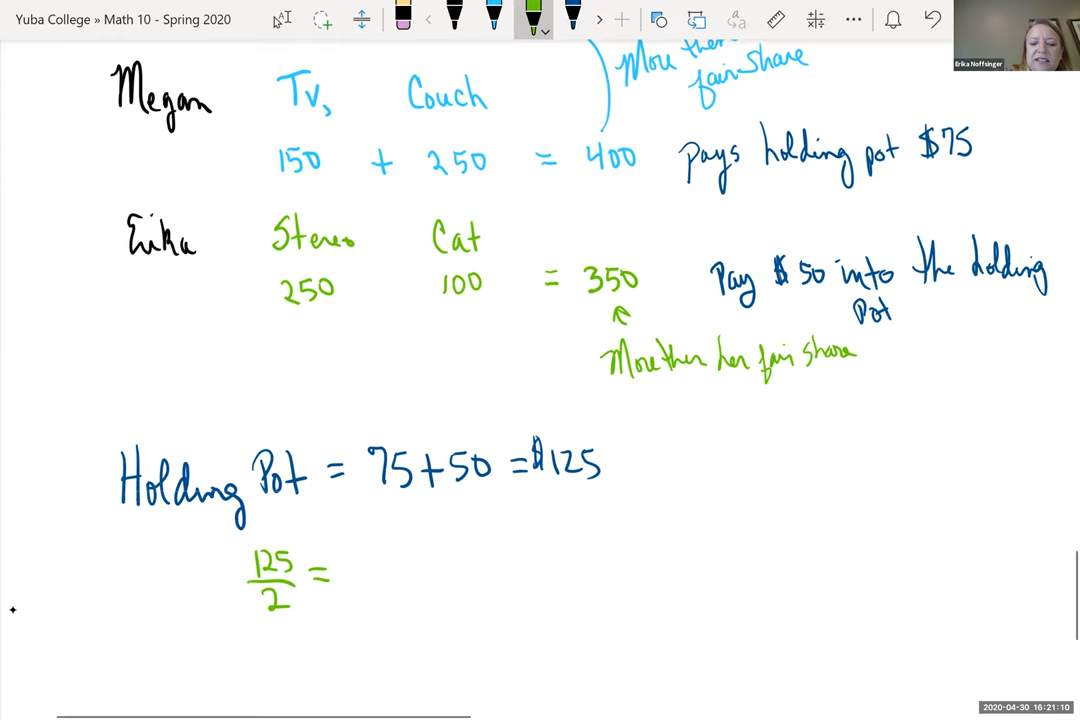 Yuba College » Math 10 - Spring 2020
Erika Noffsinger
More then
fair share
Megan Tv, Couch
150 + 250 = 400 Pays holding pot $75
Erika Stereo Cat
250 100 = 350 Pay $50 into the holding
Pot
More then her fair share
Holding Pot = 75+50 = $125
125
2 =
2020-04-30 16:21:10